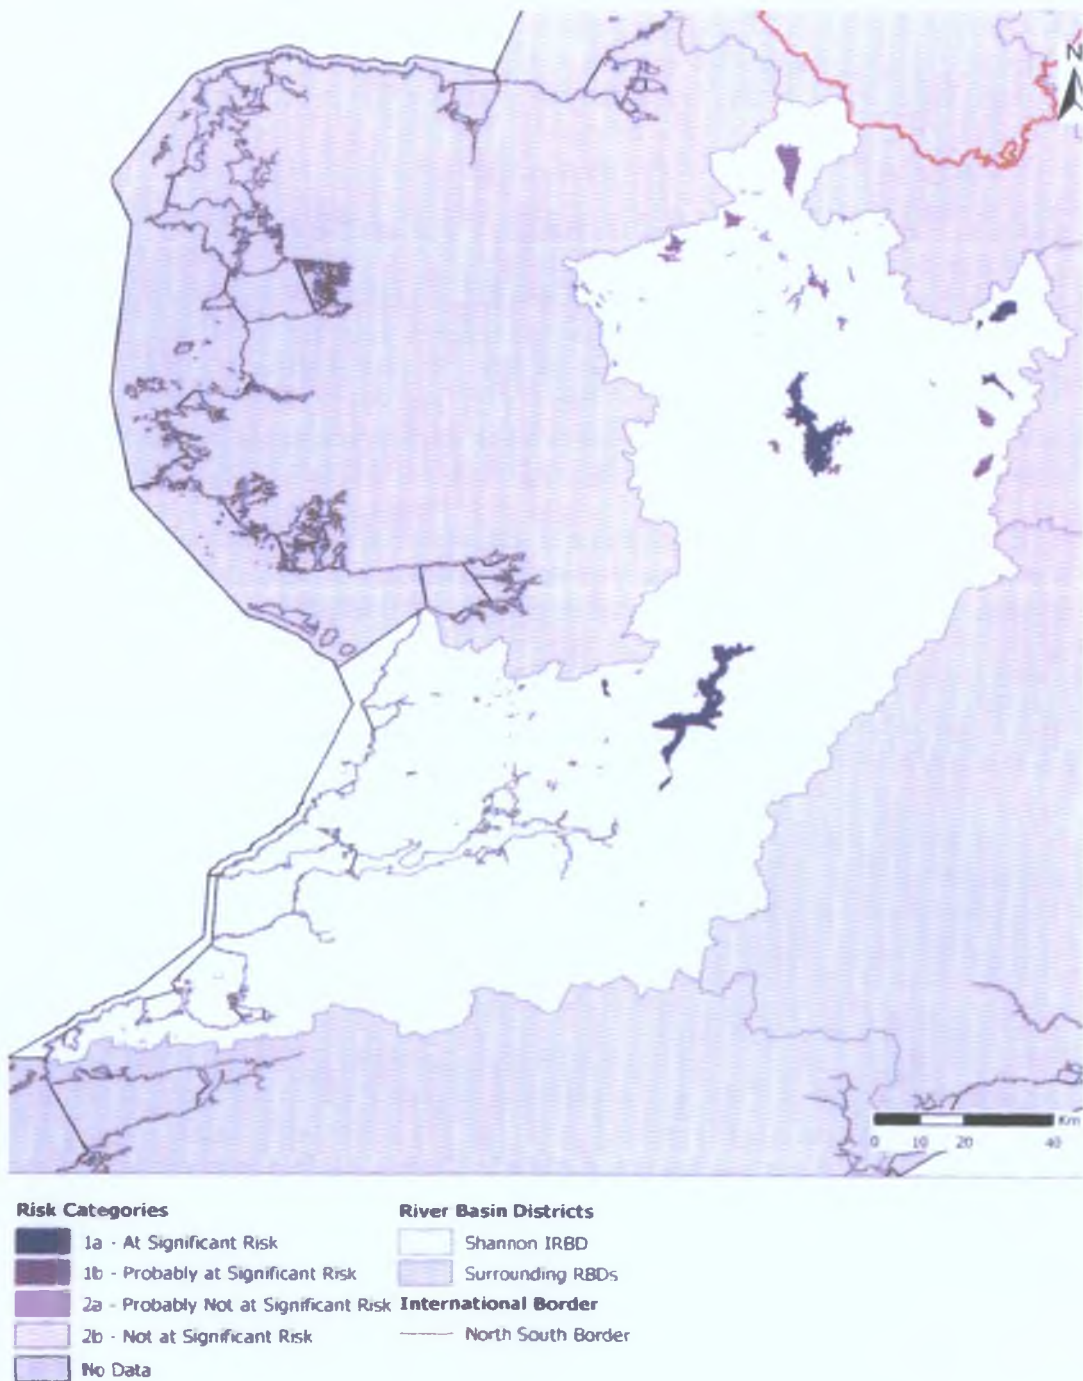 N
0 10 20 40 Km
Risk Categories
1a - At Significant Risk
1b - Probably at Significant Risk
2a - Probably Not at Significant Risk
2b - Not at Significant Risk
No Data
River Basin Districts
Shannon IRBD
Surrounding RBDs
International Border
North South Border